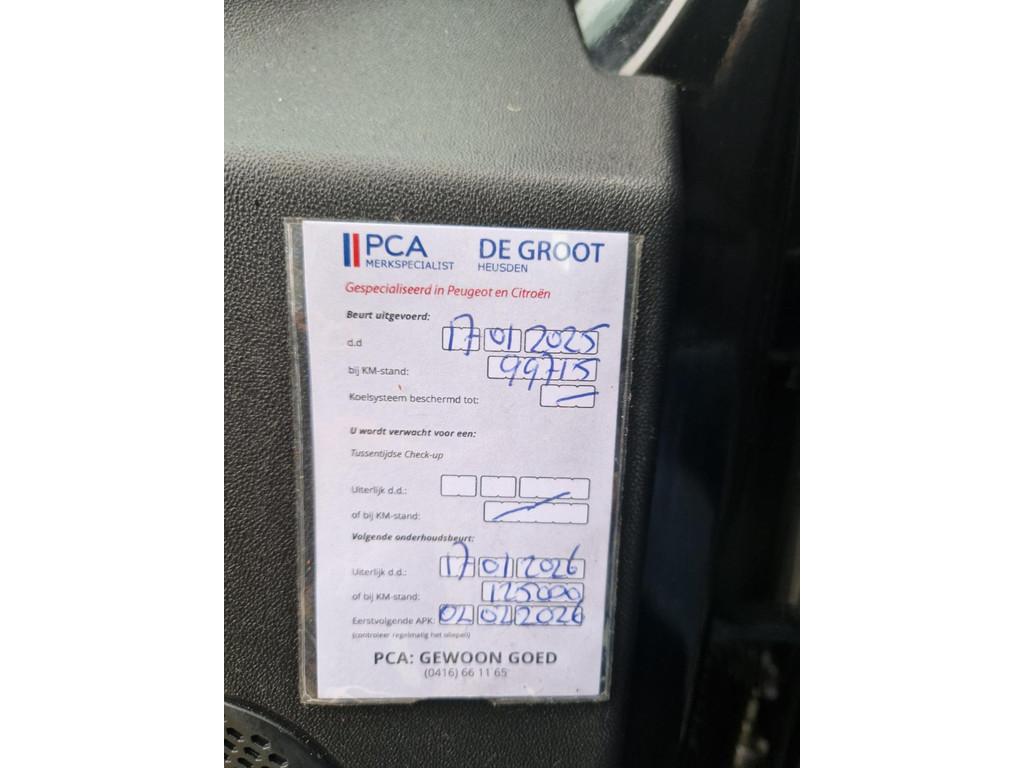 PCA DE GROOT
MERKSPECIALIST HEUSDEN
Gespecialiseerd in Peugeot en Citroën
Beurt uitgevoerd:
d.d 17 01 2025
bij KM-stand: 99715
Koelsysteem beschermd tot: —
U wordt verwacht voor een:
Tussentijdse Check-up
Uiterlijk d.d.:
of bij KM-stand:
Volgende onderhoudsbeurt:
Uiterlijk d.d.: 17 01 2026
of bij KM-stand: 125000
Eerstvolgende APK: 02 02 2026
(controleer regelmatig het oliepeil)
PCA: GEWOON GOED
(0416) 66 11 65